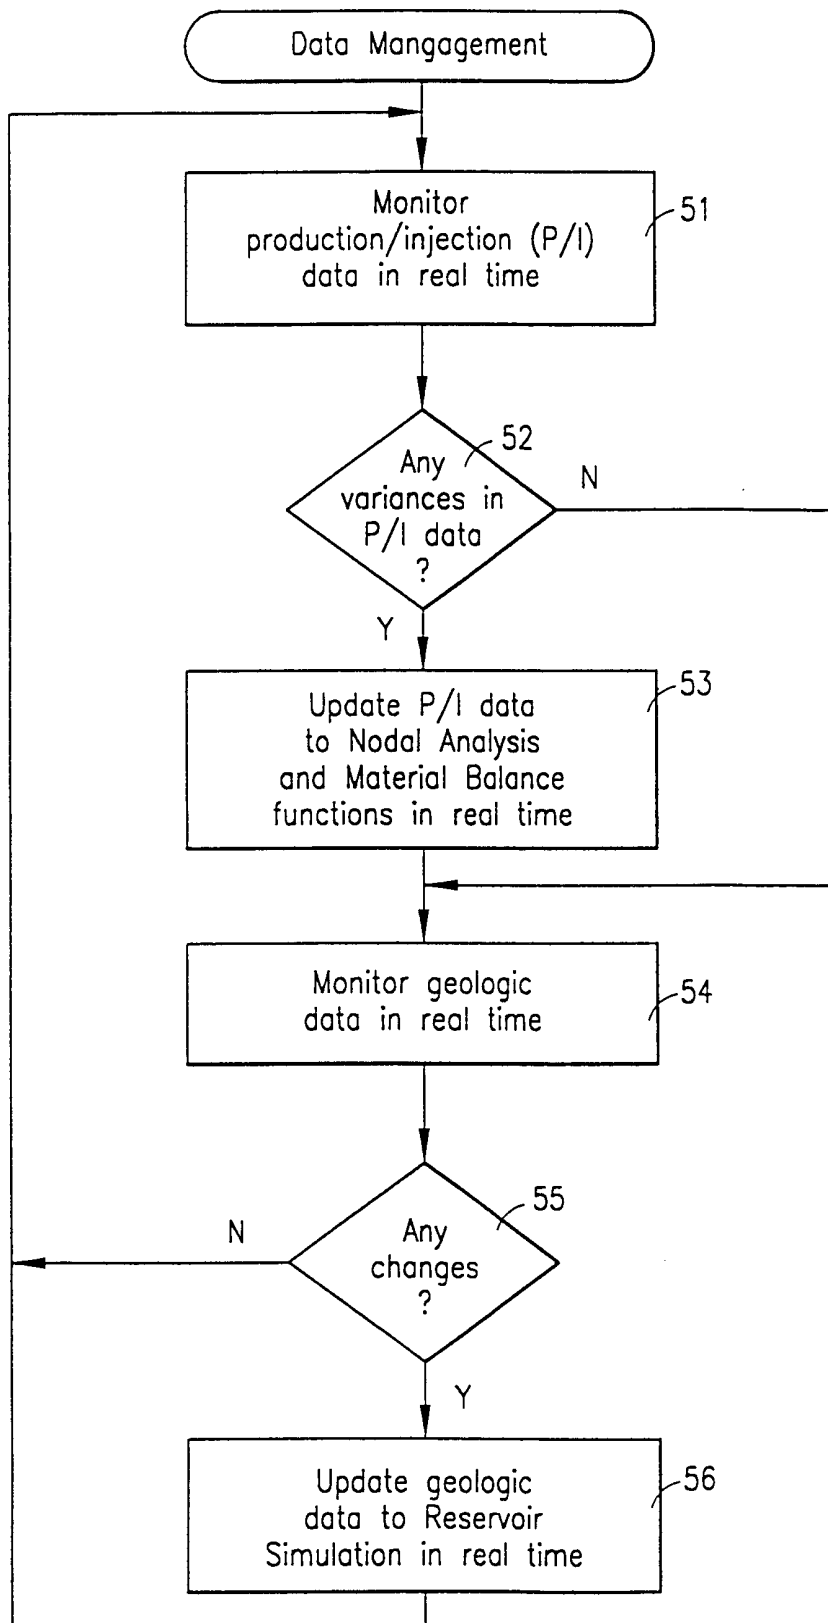 Data Mangagement
Monitor
production/injection (P/I)
data in real time
51
Any
variances in
P/I data
?
52
N
Y
Update P/I data
to Nodal Analysis
and Material Balance
functions in real time
53
Monitor geologic
data in real time
54
Any
changes
?
55
N
Y
Update geologic
data to Reservoir
Simulation in real time
56